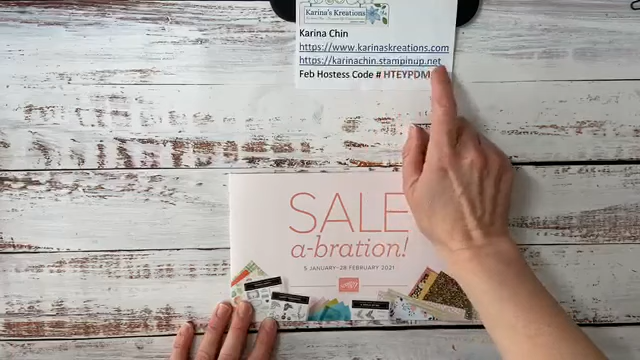 Karina's Kreations
Karina Chin
https://www.karinaskreations.com
https://karinachin.stampinup.net
Feb Hostess Code # HTEYPDM
SALE
a-bration!
5 JANUARY–28 FEBRUARY 2021